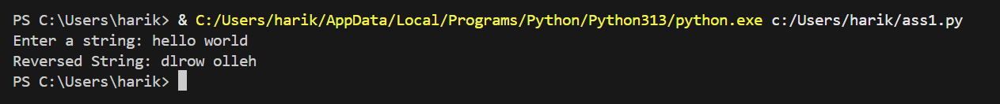 PS C:\Users\harik> & C:/Users/harik/AppData/Local/Programs/Python/Python313/python.exe c:/Users/harik/ass1.py
Enter a string: hello world
Reversed String: dlrow olleh
PS C:\Users\harik>